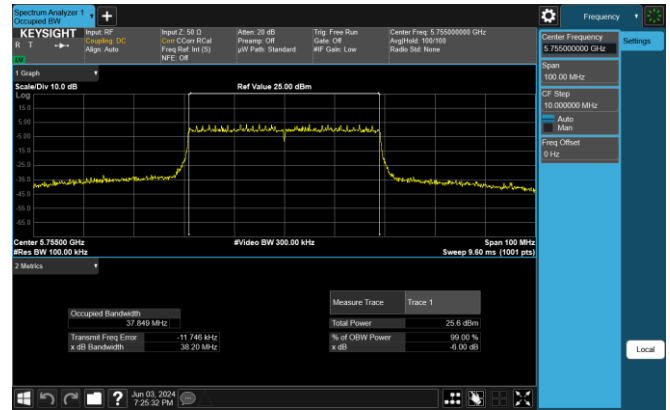 Spectrum Analyzer 1
Occupied BW
+
Frequency
KEYSIGHT
R T
LW
Input: RF
Coupling: DC
Align: Auto
Input Z: 50 Ω
Corr CCorr RCal
Freq Ref: Int (S)
NFE: Off
Atten: 20 dB
Preamp: Off
µW Path: Standard
Trig: Free Run
Gate: Off
#IF Gain: Low
Center Freq: 5.755000000 GHz
Avg|Hold: 100/100
Radio Std: None
Center Frequency
5.755000000 GHz
Settings
Span
100.00 MHz
CF Step
10.000000 MHz
Auto
Man
Freq Offset
0 Hz
Local
1 Graph
Scale/Div 10.0 dB
Ref Value 25.00 dBm
Log
15.0
5.00
-5.00
-15.0
-25.0
-35.0
-45.0
-55.0
-65.0
Center 5.75500 GHz
#Video BW 300.00 kHz
Span 100 MHz
#Res BW 100.00 kHz
Sweep 9.60 ms (1001 pts)
2 Metrics
Measure Trace
Trace 1
Occupied Bandwidth
37.849 MHz
Total Power
25.6 dBm
Transmit Freq Error
-11.746 kHz
% of OBW Power
99.00 %
x dB Bandwidth
38.20 MHz
x dB
-6.00 dB
?
Jun 03, 2024
7:25:32 PM